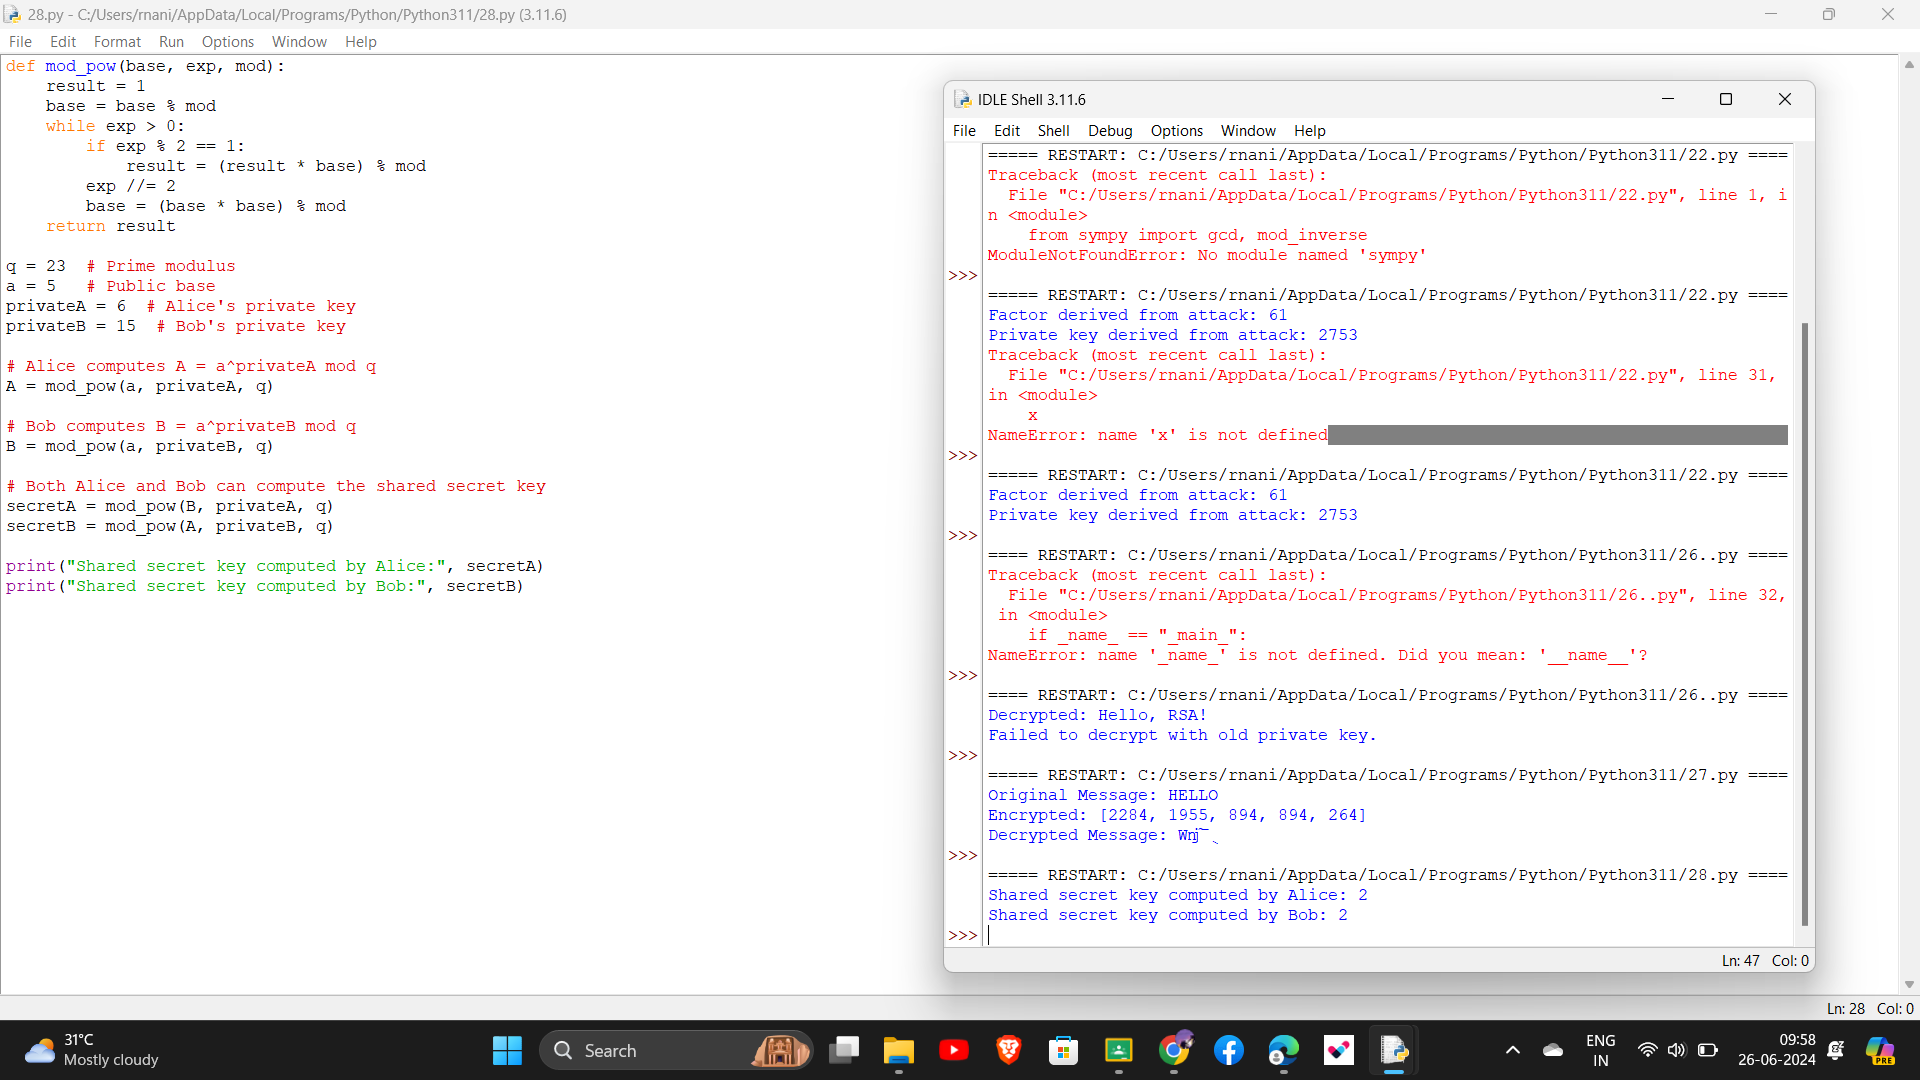 28.py - C:/Users/rnani/AppData/Local/Programs/Python/Python311/28.py (3.11.6)
File Edit Format Run Options Window Help
def mod_pow(base, exp, mod):
    result = 1
    base = base % mod
    while exp > 0:
        if exp % 2 == 1:
            result = (result * base) % mod
        exp //= 2
        base = (base * base) % mod
    return result
q = 23  # Prime modulus
a = 5   # Public base
privateA = 6  # Alice's private key
privateB = 15  # Bob's private key
# Alice computes A = a^privateA mod q
A = mod_pow(a, privateA, q)
# Bob computes B = a^privateB mod q
B = mod_pow(a, privateB, q)
# Both Alice and Bob can compute the shared secret key
secretA = mod_pow(B, privateA, q)
secretB = mod_pow(A, privateB, q)
print("Shared secret key computed by Alice:", secretA)
print("Shared secret key computed by Bob:", secretB)
IDLE Shell 3.11.6
File Edit Shell Debug Options Window Help
===== RESTART: C:/Users/rnani/AppData/Local/Programs/Python/Python311/22.py ====
Traceback (most recent call last):
  File "C:/Users/rnani/AppData/Local/Programs/Python/Python311/22.py", line 1, i
n <module>
    from sympy import gcd, mod_inverse
ModuleNotFoundError: No module named 'sympy'
>>>
===== RESTART: C:/Users/rnani/AppData/Local/Programs/Python/Python311/22.py ====
Factor derived from attack: 61
Private key derived from attack: 2753
Traceback (most recent call last):
  File "C:/Users/rnani/AppData/Local/Programs/Python/Python311/22.py", line 31,
in <module>
    x
NameError: name 'x' is not defined
>>>
===== RESTART: C:/Users/rnani/AppData/Local/Programs/Python/Python311/22.py ====
Factor derived from attack: 61
Private key derived from attack: 2753
>>>
==== RESTART: C:/Users/rnani/AppData/Local/Programs/Python/Python311/26..py ====
Traceback (most recent call last):
  File "C:/Users/rnani/AppData/Local/Programs/Python/Python311/26..py", line 32,
 in <module>
    if _name_ == "_main_":
NameError: name '_name_' is not defined. Did you mean: '__name__'?
>>>
==== RESTART: C:/Users/rnani/AppData/Local/Programs/Python/Python311/26..py ====
Decrypted: Hello, RSA!
Failed to decrypt with old private key.
>>>
===== RESTART: C:/Users/rnani/AppData/Local/Programs/Python/Python311/27.py ====
Original Message: HELLO
Encrypted: [2284, 1955, 894, 894, 264]
Decrypted Message:
>>>
===== RESTART: C:/Users/rnani/AppData/Local/Programs/Python/Python311/28.py ====
Shared secret key computed by Alice: 2
Shared secret key computed by Bob: 2
>>>
Ln: 47 Col: 0
Ln: 28 Col: 0
31°C
Mostly cloudy
Search
ENG
IN
09:58
26-06-2024
PRE